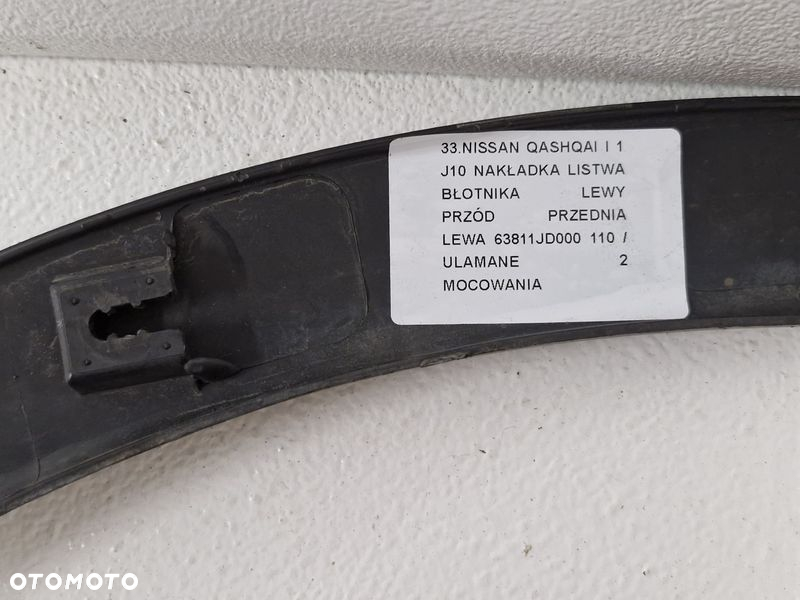 33.NISSAN QASHQAI I 1
J10 NAKŁADKA LISTWA
BŁOTNIKA LEWY
PRZÓD PRZEDNIA
LEWA 63811JD000 110 /
ULAMANE 2
MOCOWANIA
OTOMOTO